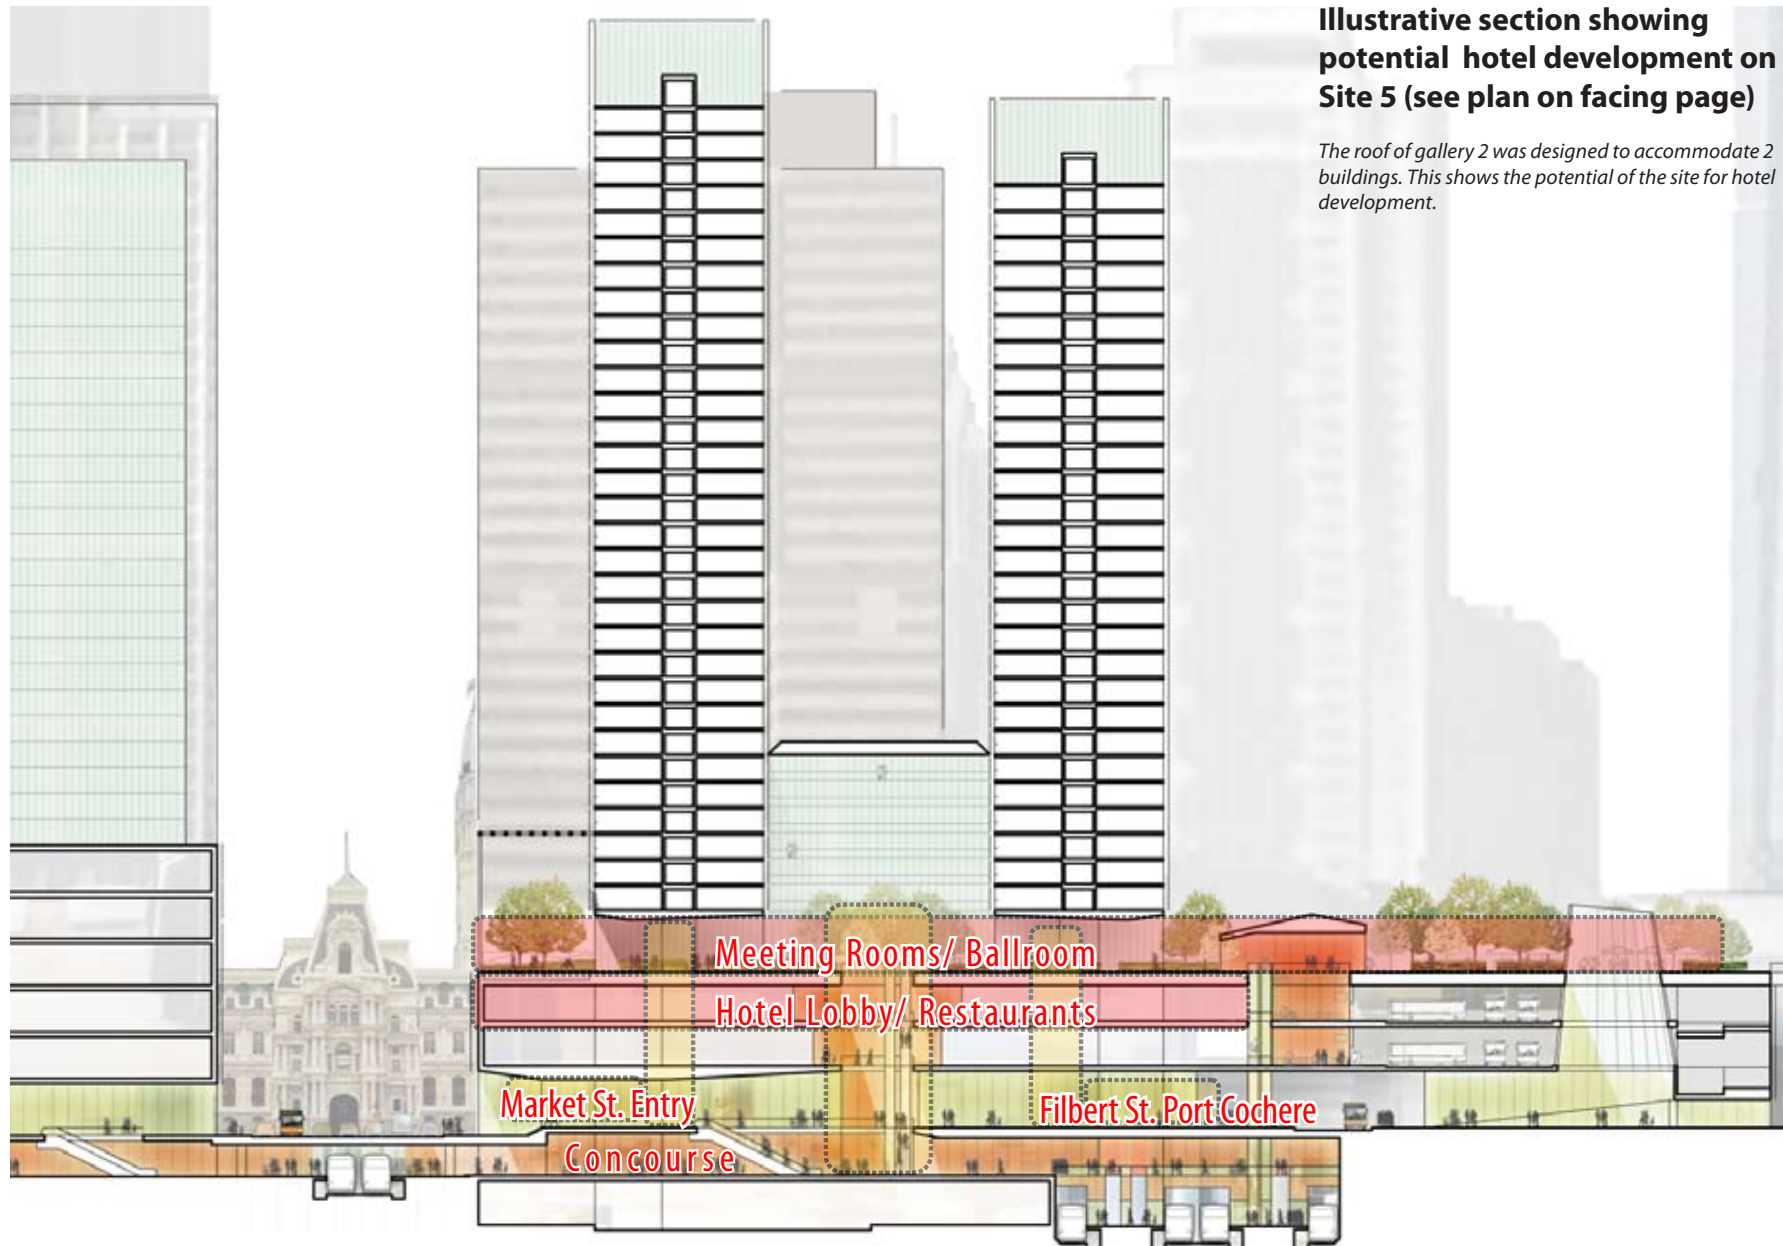 Illustrative section showing
potential hotel development on
Site 5 (see plan on facing page)
The roof of gallery 2 was designed to accommodate 2
buildings. This shows the potential of the site for hotel
development.
Meeting Rooms/ Ballroom
Hotel Lobby/ Restaurants
Market St. Entry
Filbert St. Port Cochere
Concourse